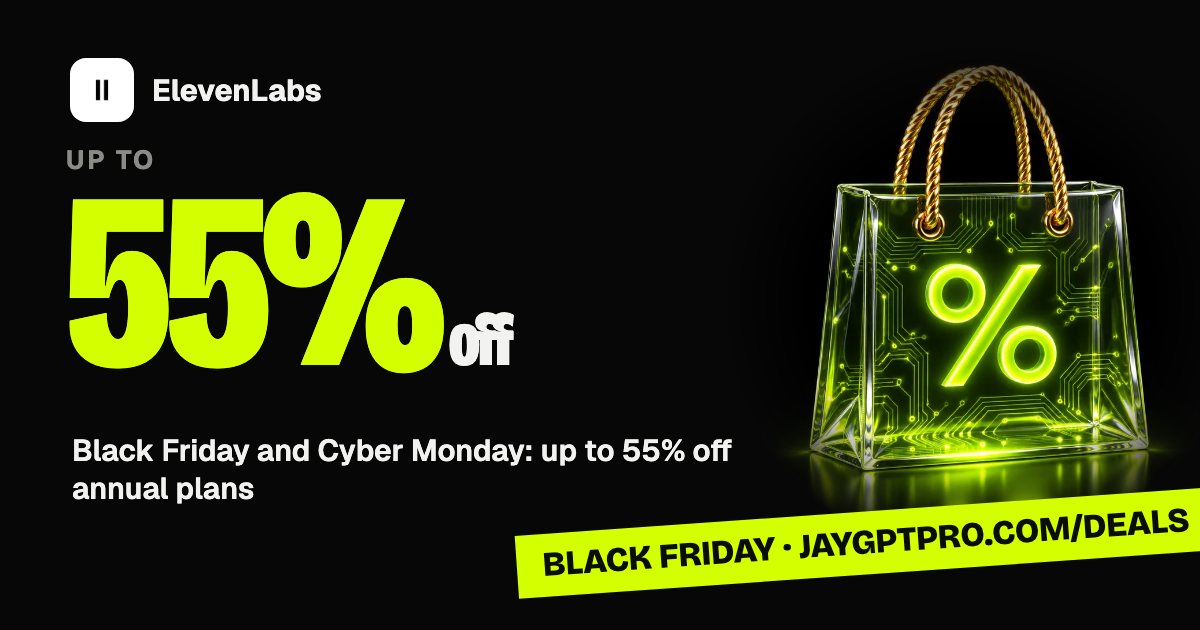 ElevenLabs
UP TO
55% off
Black Friday and Cyber Monday: up to 55% off
annual plans
%
BLACK FRIDAY · JAYGPTPRO.COM/DEALS